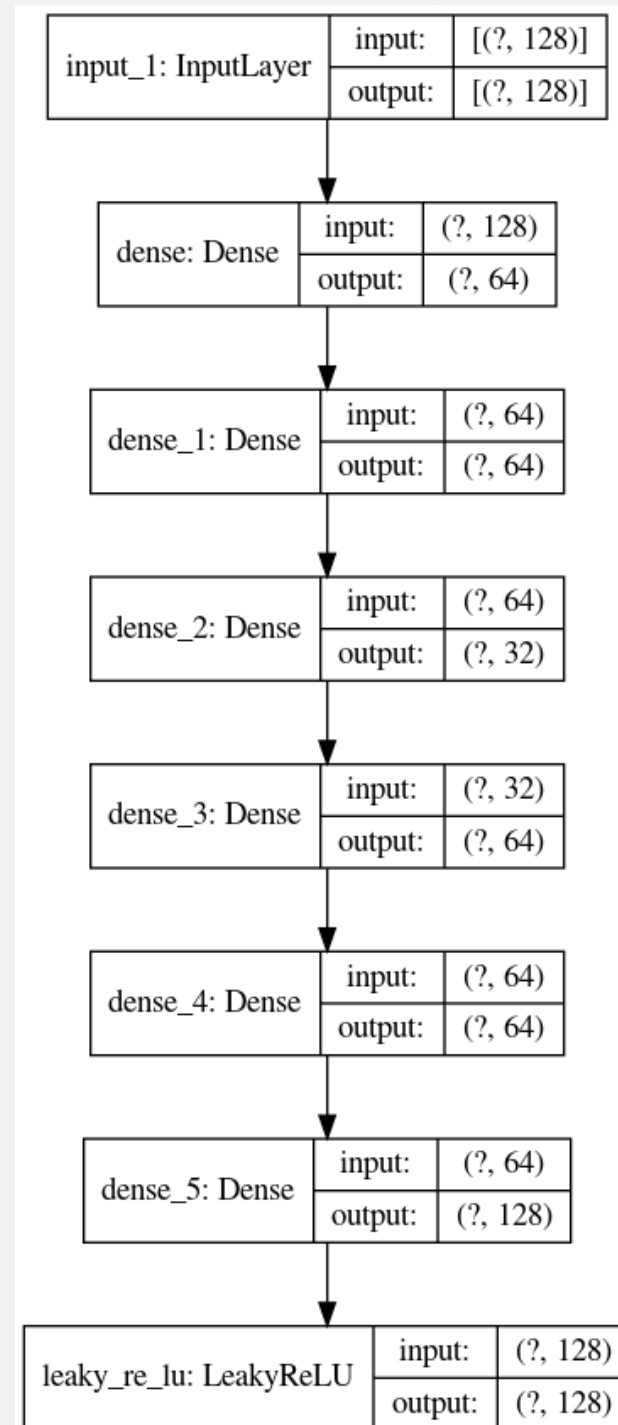 input_1: InputLayer
input: [(?, 128)]
output: [(?, 128)]
dense: Dense
input: (?, 128)
output: (?, 64)
dense_1: Dense
input: (?, 64)
output: (?, 64)
dense_2: Dense
input: (?, 64)
output: (?, 32)
dense_3: Dense
input: (?, 32)
output: (?, 64)
dense_4: Dense
input: (?, 64)
output: (?, 64)
dense_5: Dense
input: (?, 64)
output: (?, 128)
leaky_re_lu: LeakyReLU
input: (?, 128)
output: (?, 128)